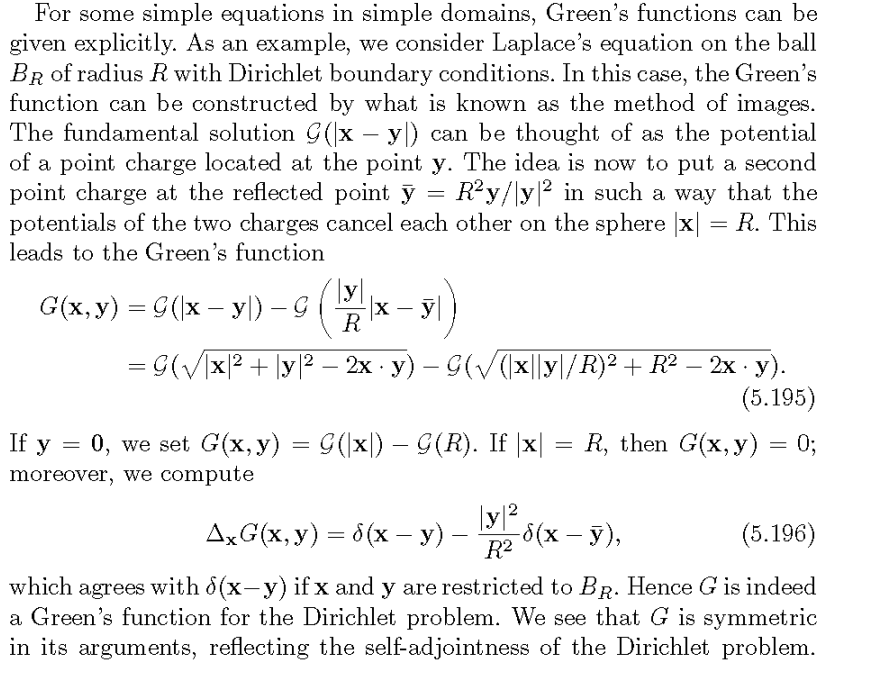 For some simple equations in simple domains, Green's functions can be
given explicitly. As an example, we consider Laplace's equation on the ball
B_R of radius R with Dirichlet boundary conditions. In this case, the Green's
function can be constructed by what is known as the method of images.
The fundamental solution 𝒢(|x − y|) can be thought of as the potential
of a point charge located at the point y. The idea is now to put a second
point charge at the reflected point ȳ = R²y/|y|² in such a way that the
potentials of the two charges cancel each other on the sphere |x| = R. This
leads to the Green's function
G(x, y) = 𝒢(|x − y|) − 𝒢(|y|/R |x − ȳ|)
= 𝒢(√(|x|² + |y|² − 2x · y)) − 𝒢(√((|x||y|/R)² + R² − 2x · y)).
(5.195)
If y = 0, we set G(x, y) = 𝒢(|x|) − 𝒢(R). If |x| = R, then G(x, y) = 0;
moreover, we compute
Δ_x G(x, y) = δ(x − y) − |y|²/R² δ(x − ȳ), (5.196)
which agrees with δ(x−y) if x and y are restricted to B_R. Hence G is indeed
a Green's function for the Dirichlet problem. We see that G is symmetric
in its arguments, reflecting the self-adjointness of the Dirichlet problem.